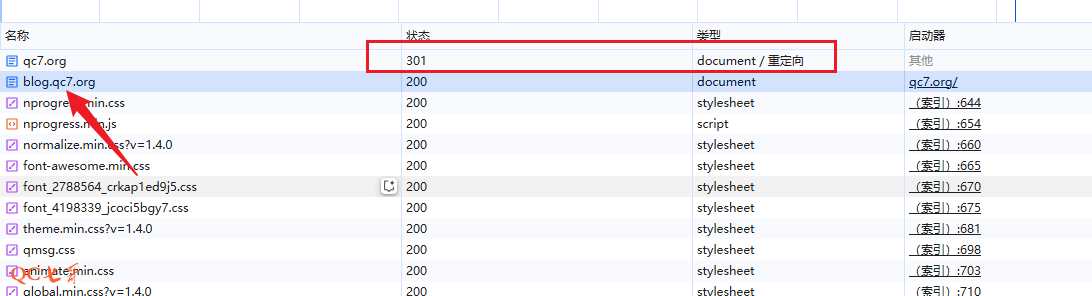 名称 状态 类型 启动器
qc7.org 301 document / 重定向 其他
blog.qc7.org 200 document qc7.org/
nprogress.min.css 200 stylesheet （索引）:644
nprogress.min.js 200 script （索引）:654
normalize.min.css?v=1.4.0 200 stylesheet （索引）:660
font-awesome.min.css 200 stylesheet （索引）:665
font_2788564_crkap1ed9j5.css 200 stylesheet （索引）:670
font_4198339_jcoci5bgy7.css 200 stylesheet （索引）:675
theme.min.css?v=1.4.0 200 stylesheet （索引）:681
qmsg.css 200 stylesheet （索引）:698
animate.min.css 200 stylesheet （索引）:703
global.min.css?v=1.4.0 200 stylesheet （索引）:710